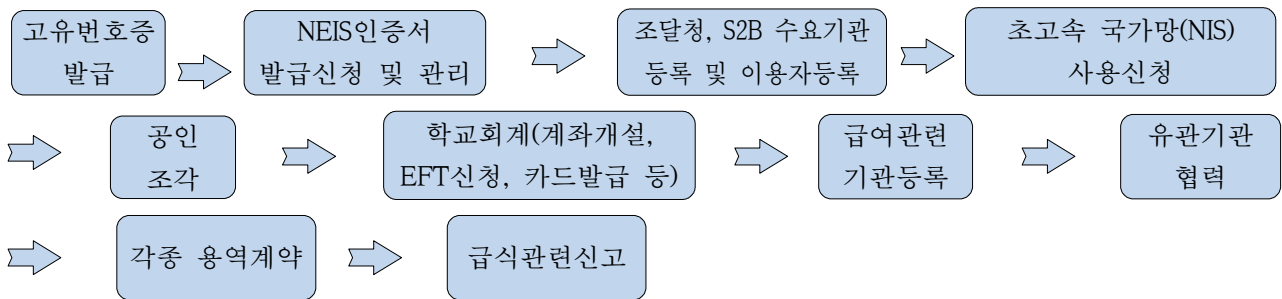 고유번호증
발급
NEIS인증서
발급신청 및 관리
조달청, S2B 수요기관
등록 및 이용자등록
초고속 국가망(NIS)
사용신청
공인
조각
학교회계(계좌개설,
EFT신청, 카드발급 등)
급여관련
기관등록
유관기관
협력
각종 용역계약
급식관련신고